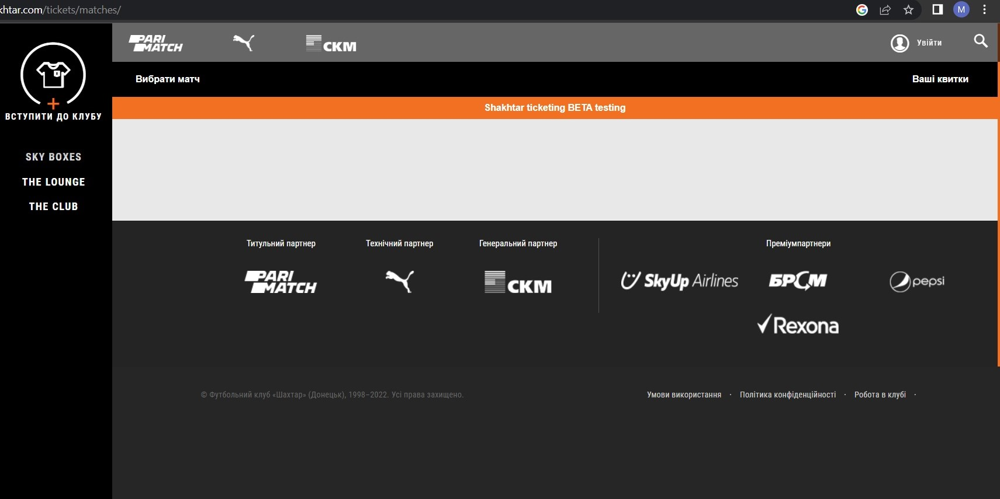 khtar.com/tickets/matches/
M
PARI MATCH
СКМ
Увійти
ВСТУПИТИ ДО КЛУБУ
SKY BOXES
THE LOUNGE
THE CLUB
Вибрати матч
Ваші квитки
Shakhtar ticketing BETA testing
Титульний партнер
Технічний партнер
Генеральний партнер
Преміумпартнери
PARI MATCH
СКМ
SkyUp Airlines
БРСМ
pepsi
Rexona
© Футбольний клуб «Шахтар» (Донецьк), 1998–2022. Усі права захищено.
Умови використання · Політика конфіденційності · Робота в клубі ·